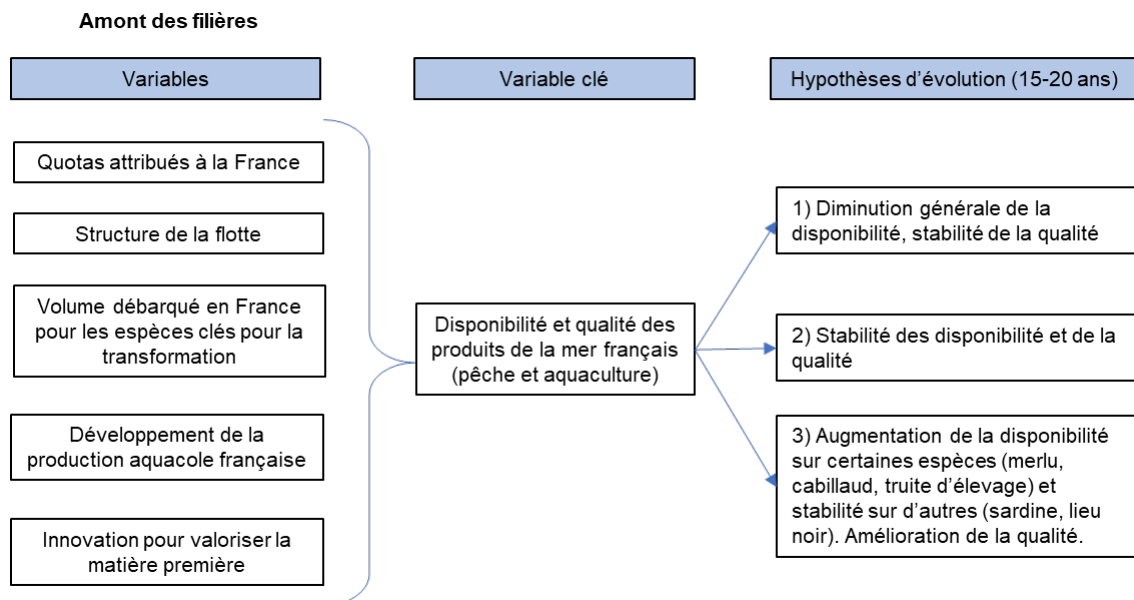 Amont des filières
Variables
Variable clé
Hypothèses d'évolution (15-20 ans)
Quotas attribués à la France
Structure de la flotte
Volume débarqué en France
pour les espèces clés pour la
transformation
Développement de la
production aquacole française
Innovation pour valoriser la
matière première
Disponibilité et qualité des
produits de la mer français
(pêche et aquaculture)
1) Diminution générale de la
disponibilité, stabilité de la qualité
2) Stabilité des disponibilité et de la
qualité
3) Augmentation de la disponibilité
sur certaines espèces (merlu,
cabillaud, truite d'élevage) et
stabilité sur d'autres (sardine, lieu
noir). Amélioration de la qualité.